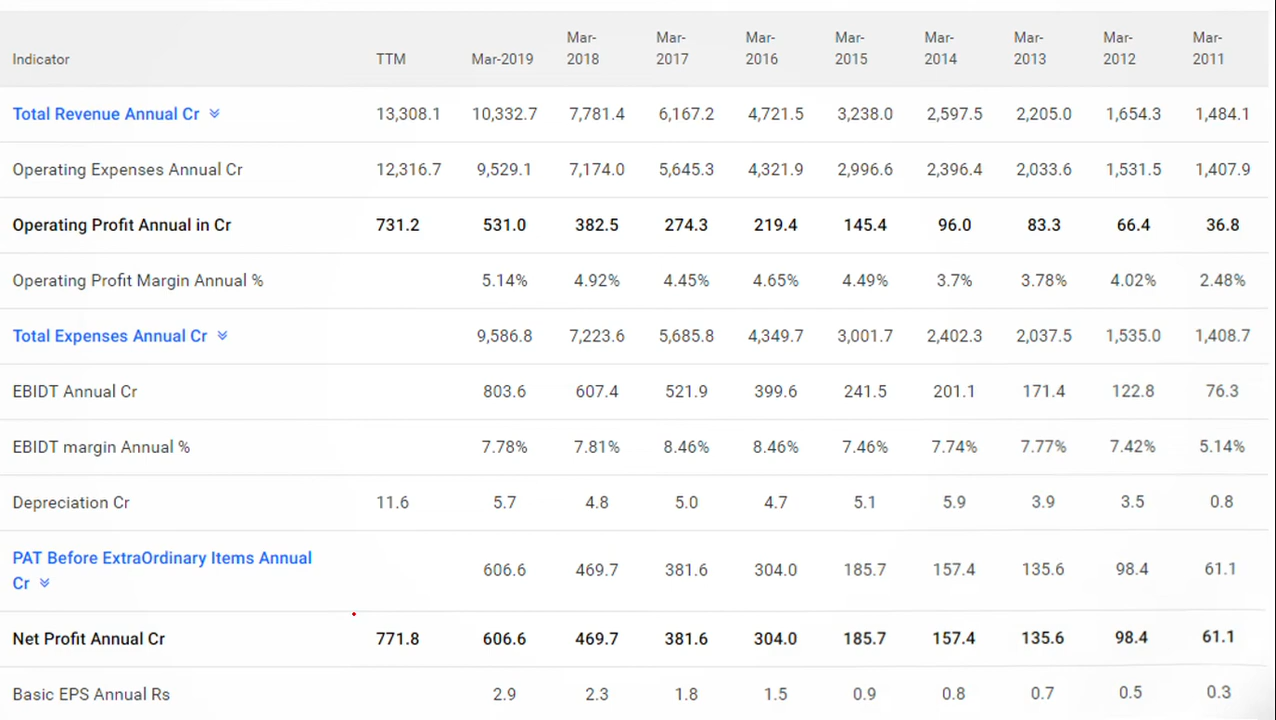 Indicator TTM Mar-2019 Mar-2018 Mar-2017 Mar-2016 Mar-2015 Mar-2014 Mar-2013 Mar-2012 Mar-2011
Total Revenue Annual Cr 13,308.1 10,332.7 7,781.4 6,167.2 4,721.5 3,238.0 2,597.5 2,205.0 1,654.3 1,484.1
Operating Expenses Annual Cr 12,316.7 9,529.1 7,174.0 5,645.3 4,321.9 2,996.6 2,396.4 2,033.6 1,531.5 1,407.9
Operating Profit Annual in Cr 731.2 531.0 382.5 274.3 219.4 145.4 96.0 83.3 66.4 36.8
Operating Profit Margin Annual % 5.14% 4.92% 4.45% 4.65% 4.49% 3.7% 3.78% 4.02% 2.48%
Total Expenses Annual Cr 9,586.8 7,223.6 5,685.8 4,349.7 3,001.7 2,402.3 2,037.5 1,535.0 1,408.7
EBIDT Annual Cr 803.6 607.4 521.9 399.6 241.5 201.1 171.4 122.8 76.3
EBIDT margin Annual % 7.78% 7.81% 8.46% 8.46% 7.46% 7.74% 7.77% 7.42% 5.14%
Depreciation Cr 11.6 5.7 4.8 5.0 4.7 5.1 5.9 3.9 3.5 0.8
PAT Before ExtraOrdinary Items Annual
Cr 606.6 469.7 381.6 304.0 185.7 157.4 135.6 98.4 61.1
Net Profit Annual Cr 771.8 606.6 469.7 381.6 304.0 185.7 157.4 135.6 98.4 61.1
Basic EPS Annual Rs 2.9 2.3 1.8 1.5 0.9 0.8 0.7 0.5 0.3